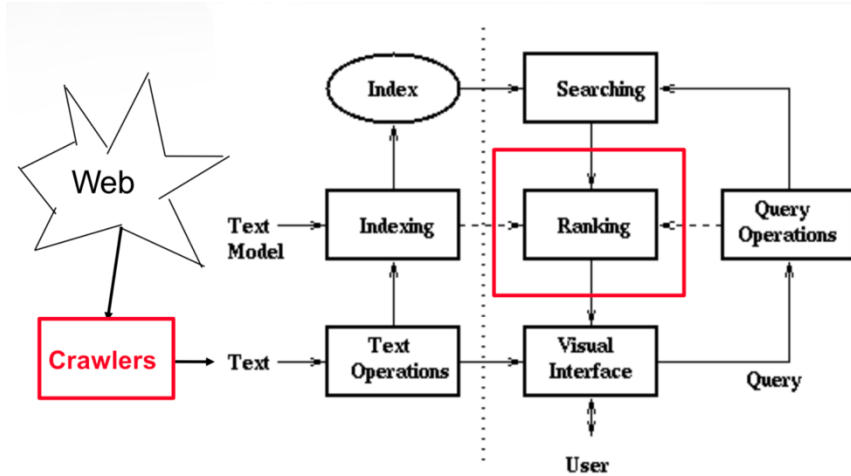 Index
Searching
Web
Text
Model
Indexing
Ranking
Query
Operations
Crawlers
Text
Text
Operations
Visual
Interface
Query
User